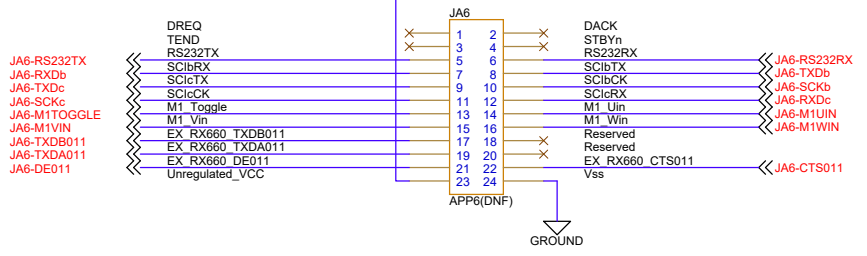 JA6
DREQ 1 2 DACK
TEND 3 4 STBYn
JA6-RS232TX RS232TX 5 6 RS232RX JA6-RS232RX
JA6-RXDb SCIbRX 7 8 SCIbTX JA6-TXDb
JA6-TXDc SCIcTX 9 10 SCIbCK JA6-SCKb
JA6-SCKc SCIcCK 11 12 SCIcRX JA6-RXDc
JA6-M1TOGGLE M1_Toggle 13 14 M1_Uin JA6-M1UIN
JA6-M1VIN M1_Vin 15 16 M1_Win JA6-M1WIN
JA6-TXDB011 EX_RX660_TXDB011 17 18 Reserved
JA6-TXDA011 EX_RX660_TXDA011 19 20 Reserved
JA6-DE011 EX_RX660_DE011 21 22 EX_RX660_CTS011 JA6-CTS011
Unregulated_VCC 23 24 Vss
APP6(DNF)
GROUND